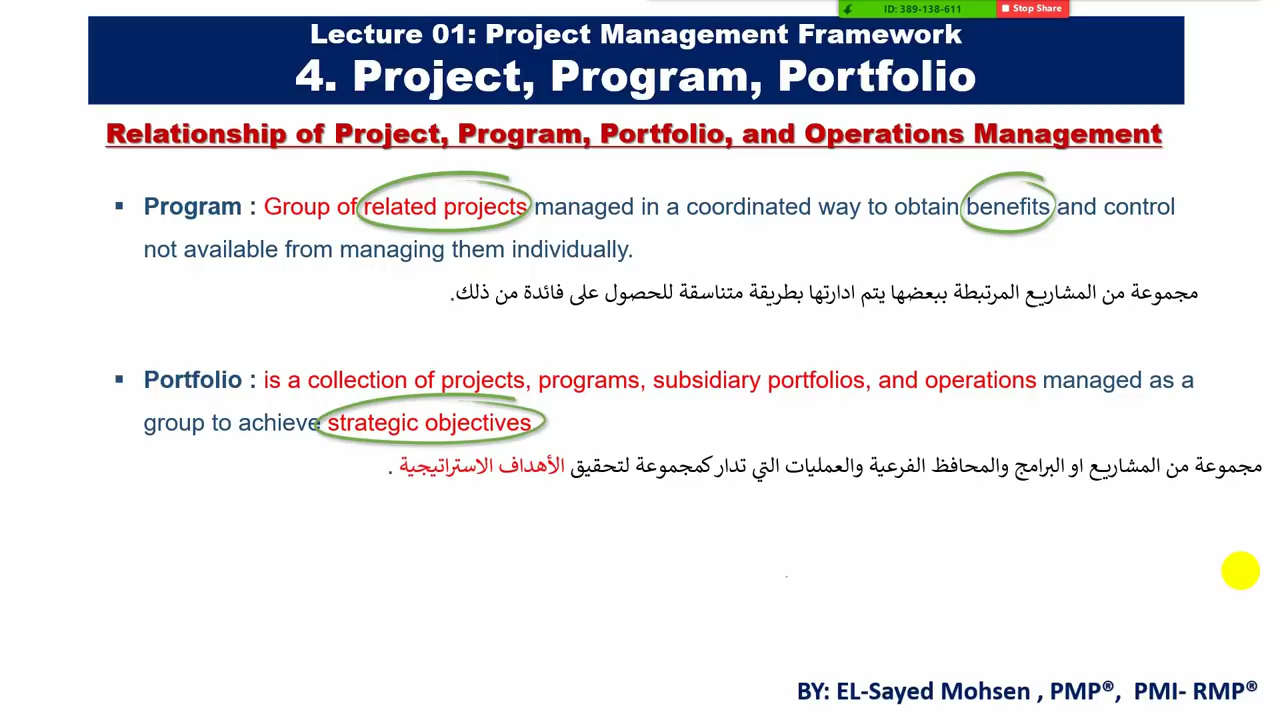 ID: 389-138-611 Stop Share
Lecture 01: Project Management Framework
4. Project, Program, Portfolio
Relationship of Project, Program, Portfolio, and Operations Management
▪ Program : Group of related projects managed in a coordinated way to obtain benefits and control
not available from managing them individually.
مجموعة من المشاريع المرتبطة ببعضها يتم ادارتها بطريقة متناسقة للحصول على فائدة من ذلك.
▪ Portfolio : is a collection of projects, programs, subsidiary portfolios, and operations managed as a
group to achieve strategic objectives.
مجموعة من المشاريع او البرامج والمحافظ الفرعية والعمليات التي تدار كمجموعة لتحقيق الأهداف الاستراتيجية .
BY: EL-Sayed Mohsen , PMP®, PMI- RMP®